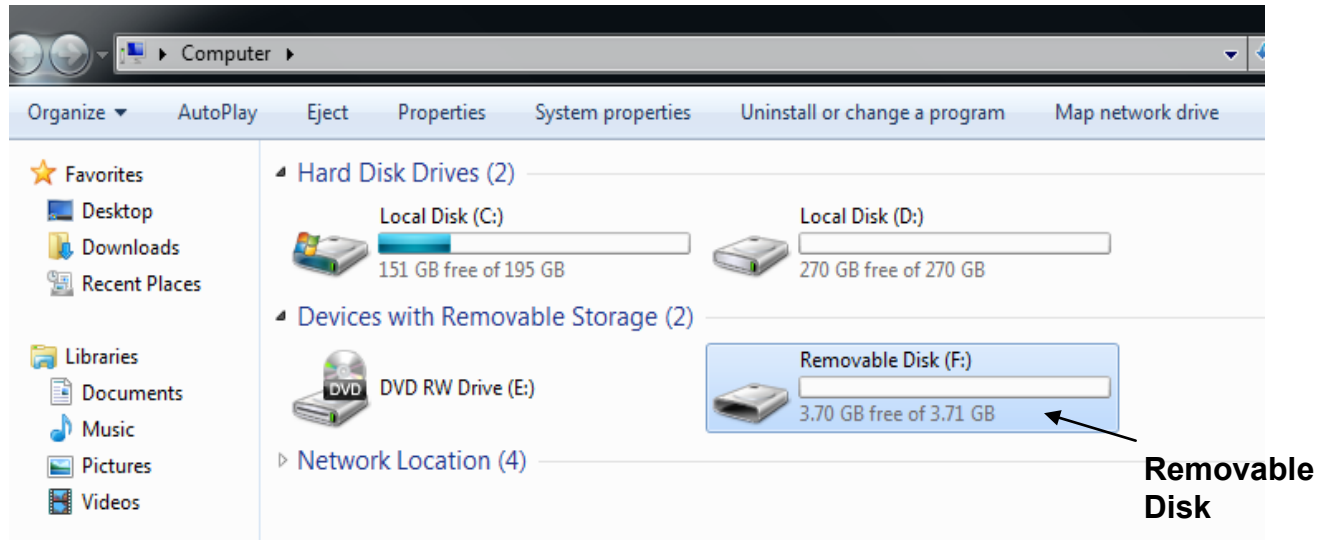 Computer
Organize AutoPlay Eject Properties System properties Uninstall or change a program Map network drive
Favorites
Desktop
Downloads
Recent Places
Libraries
Documents
Music
Pictures
Videos
Hard Disk Drives (2)
Local Disk (C:)
151 GB free of 195 GB
Local Disk (D:)
270 GB free of 270 GB
Devices with Removable Storage (2)
DVD
DVD RW Drive (E:)
Removable Disk (F:)
3.70 GB free of 3.71 GB
Network Location (4)
Removable
Disk